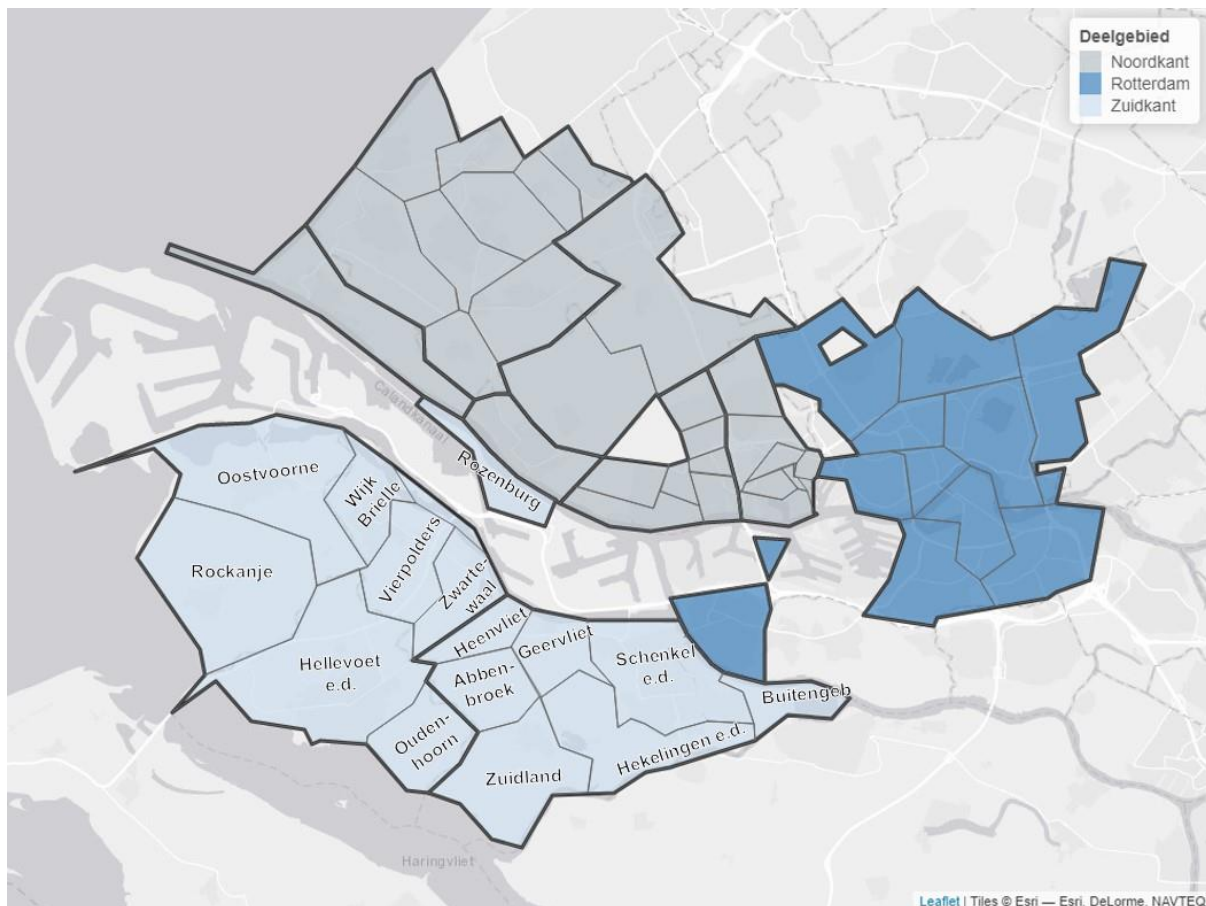 Deelgebied
Noordkant
Rotterdam
Zuidkant
Calandkanaal
Rozenburg
Oostvoorne
Wijk
Brielle
Vierpolders
Rockanje
Zwarte-
waal
Heenvliet
Geervliet
Hellevoet
e.d.
Abben-
broek
Schenkel
e.d.
Buitengeb
Ouden-
hoorn
Hekelingen e.d.
Zuidland
Haringvliet
Leaflet | Tiles © Esri — Esri, DeLorme, NAVTEQ